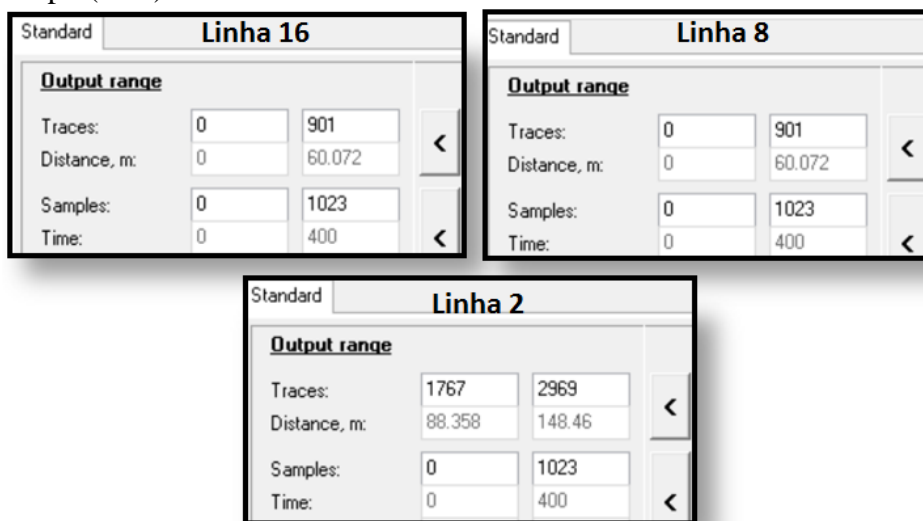 Standard Linha 16
Output range
Traces: 0 901
Distance, m: 0 60.072
Samples: 0 1023
Time: 0 400
<
<
Standard Linha 8
Output range
Traces: 0 901
Distance, m: 0 60.072
Samples: 0 1023
Time: 0 400
<
<
Standard Linha 2
Output range
Traces: 1767 2969
Distance, m: 88.358 148.46
Samples: 0 1023
Time: 0 400
<
<